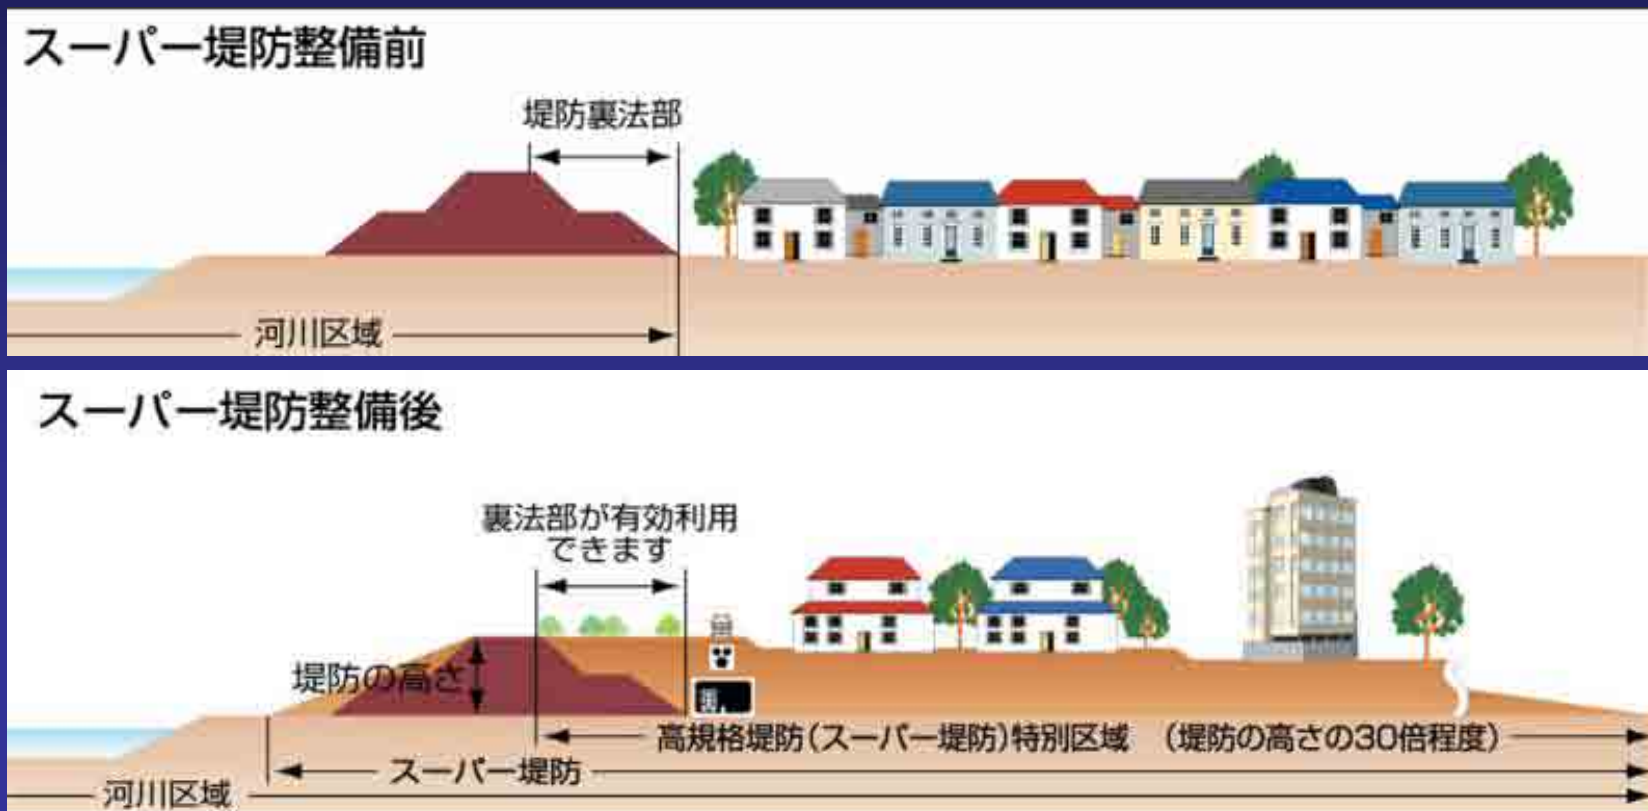 スーパー堤防整備前
堤防裏法部
河川区域
スーパー堤防整備後
裏法部が有効利用
できます
堤防の高さ
高規格堤防(スーパー堤防)特別区域 (堤防の高さの30倍程度)
スーパー堤防
河川区域